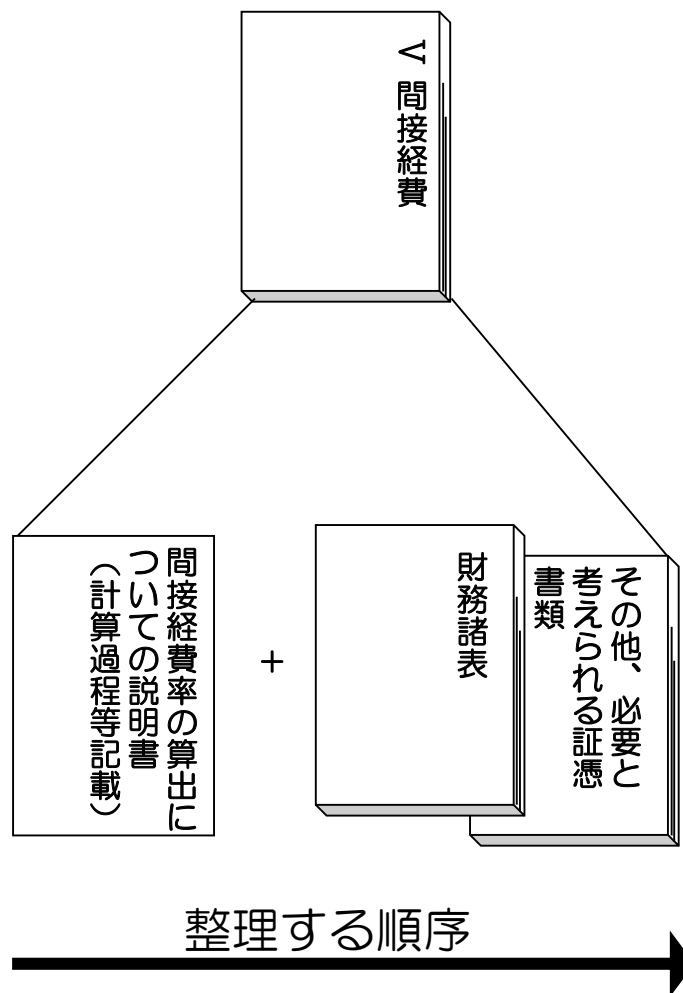 Ⅴ 間接経費
間接経費率の算出に
ついての説明書
（計算過程等記載）
+
財務諸表
その他、必要と
考えられる証憑
書類
整理する順序